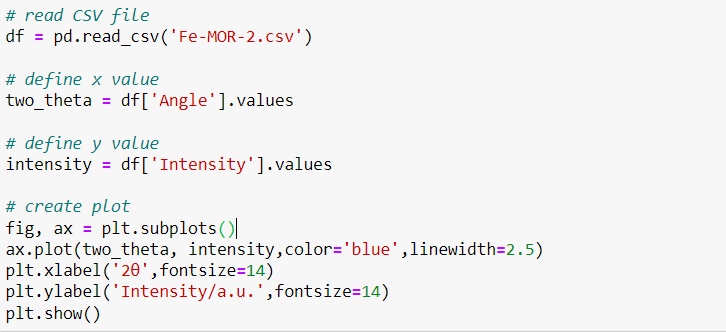 # read CSV file
df = pd.read_csv('Fe-MOR-2.csv')
# define x value
two_theta = df['Angle'].values
# define y value
intensity = df['Intensity'].values
# create plot
fig, ax = plt.subplots()
ax.plot(two_theta, intensity,color='blue',linewidth=2.5)
plt.xlabel('2θ',fontsize=14)
plt.ylabel('Intensity/a.u.',fontsize=14)
plt.show()